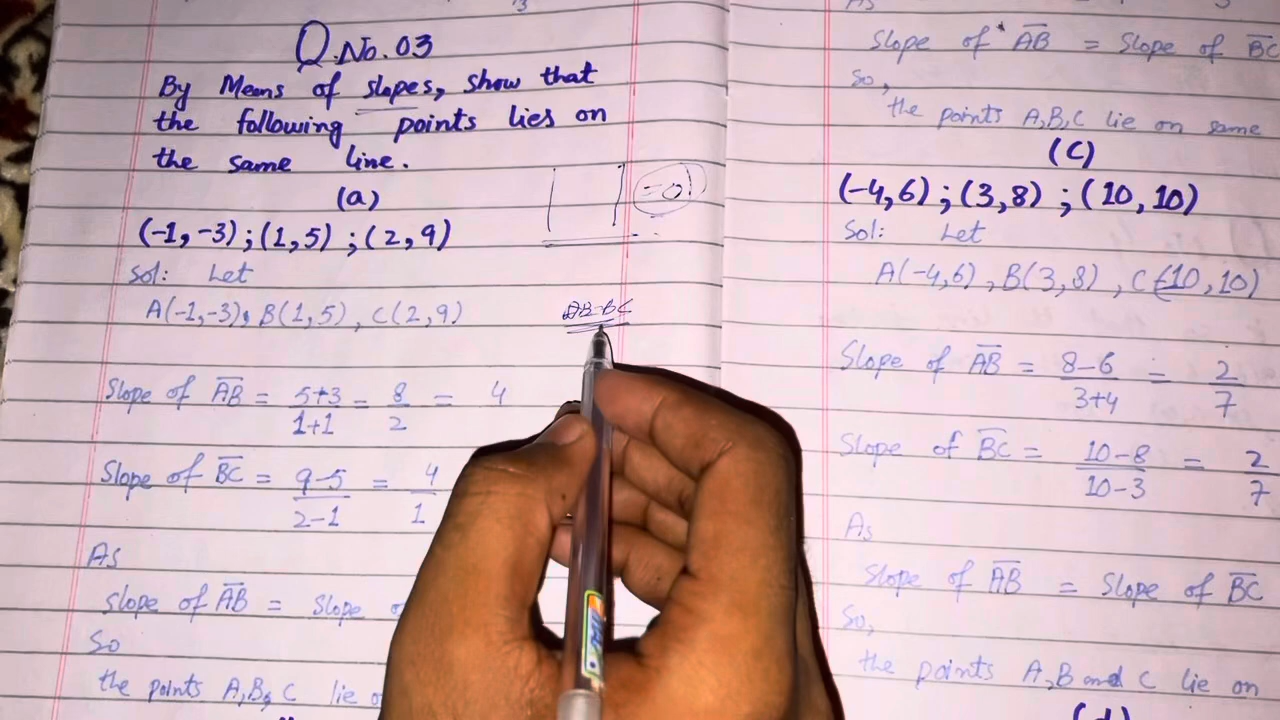 Q.No. 03
By Means of slopes, show that
the following points lies on
the same line.
(a)
(-1,-3);(1,5);(2,9)
Sol: Let
A(-1,-3), B(1,5), C(2,9)
Slope of AB = 5+3/1+1 = 8/2 = 4
Slope of BC = 9-5/2-1 = 4/1
As
Slope of AB = Slope
So
the points A,B,C lie
=0
AB=BC
As
Slope of AB = Slope of BC
So,
the points A,B,C lie on same
(C)
(-4,6);(3,8);(10,10)
Sol: Let
A(-4,6), B(3,8), C(10,10)
Slope of AB = 8-6/3+4 = 2/7
Slope of BC = 10-8/10-3 = 2/7
As
Slope of AB = Slope of BC
So,
the points A,B and C lie on